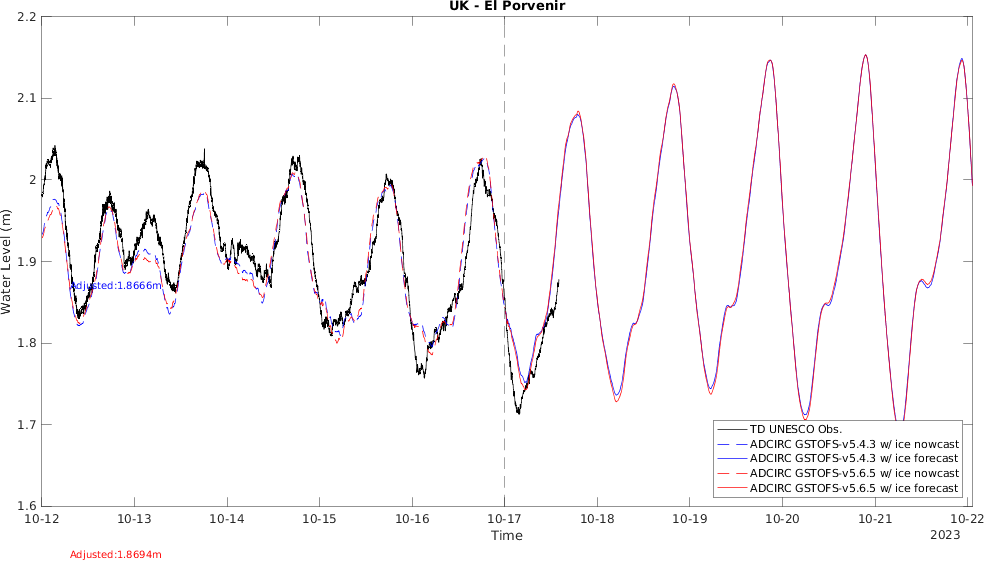 UK - El Porvenir
2.2
2.1
2
1.9
1.8
1.7
1.6
Water Level (m)
Adjusted:1.8666m
TD UNESCO Obs.
ADCIRC GSTOFS-v5.4.3 w/ ice nowcast
ADCIRC GSTOFS-v5.4.3 w/ ice forecast
ADCIRC GSTOFS-v5.6.5 w/ ice nowcast
ADCIRC GSTOFS-v5.6.5 w/ ice forecast
10-12 10-13 10-14 10-15 10-16 10-17 10-18 10-19 10-20 10-21 10-22
Time
2023
Adjusted:1.8694m